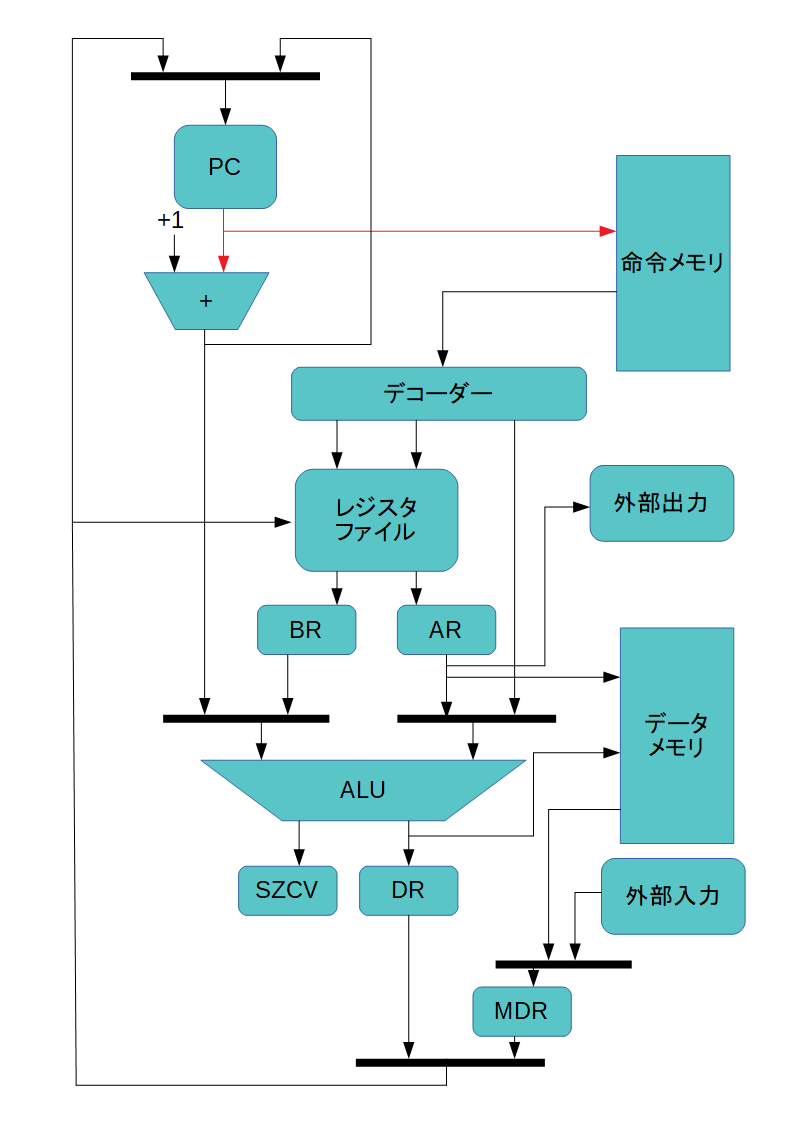 PC
+1
+
命令メモリ
デコーダー
レジスタ
ファイル
外部出力
BR
AR
データ
メモリ
ALU
SZCV
DR
外部入力
MDR